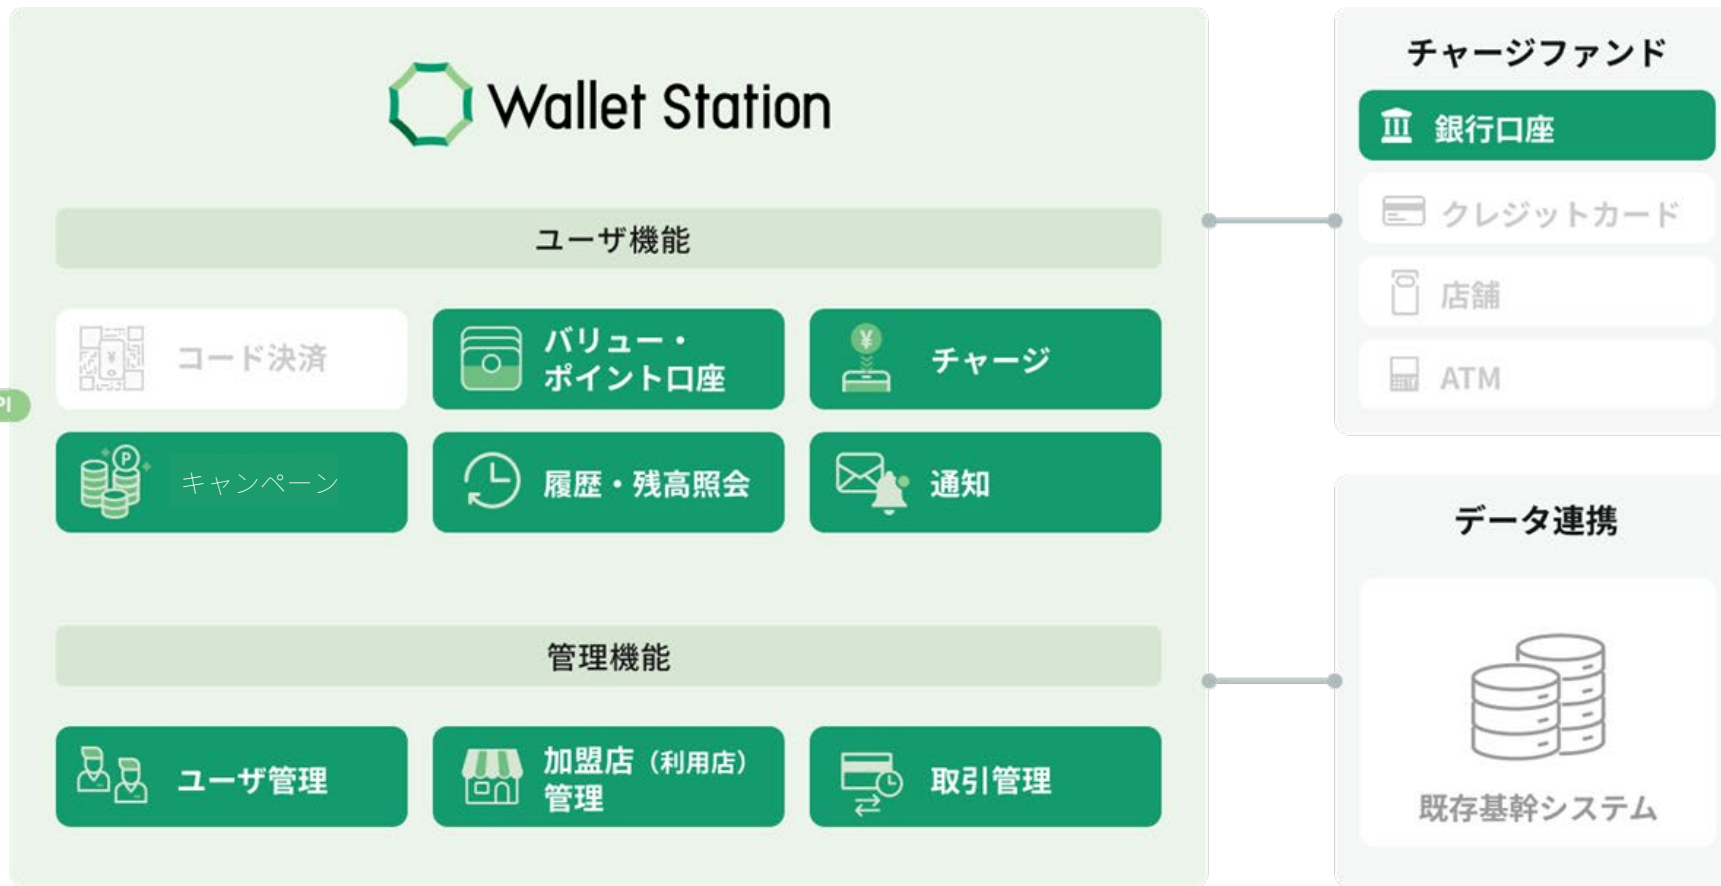 Wallet Station
ユーザ機能
コード決済
バリュー・
ポイント口座
チャージ
キャンペーン
履歴・残高照会
通知
管理機能
ユーザ管理
加盟店（利用店）
管理
取引管理
PI
チャージファンド
銀行口座
クレジットカード
店舗
ATM
データ連携
既存基幹システム